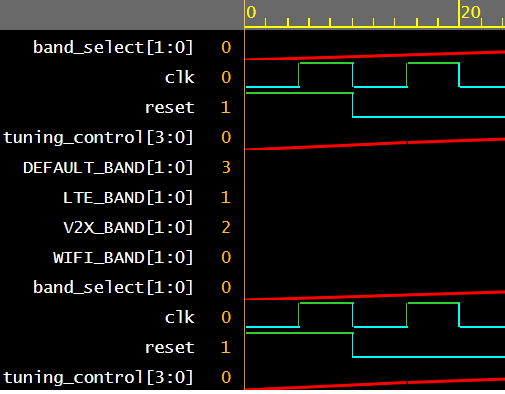 0 20
band_select[1:0] 0
clk 0
reset 1
tuning_control[3:0] 0
DEFAULT_BAND[1:0] 3
LTE_BAND[1:0] 1
V2X_BAND[1:0] 2
WIFI_BAND[1:0] 0
band_select[1:0] 0
clk 0
reset 1
tuning_control[3:0] 0